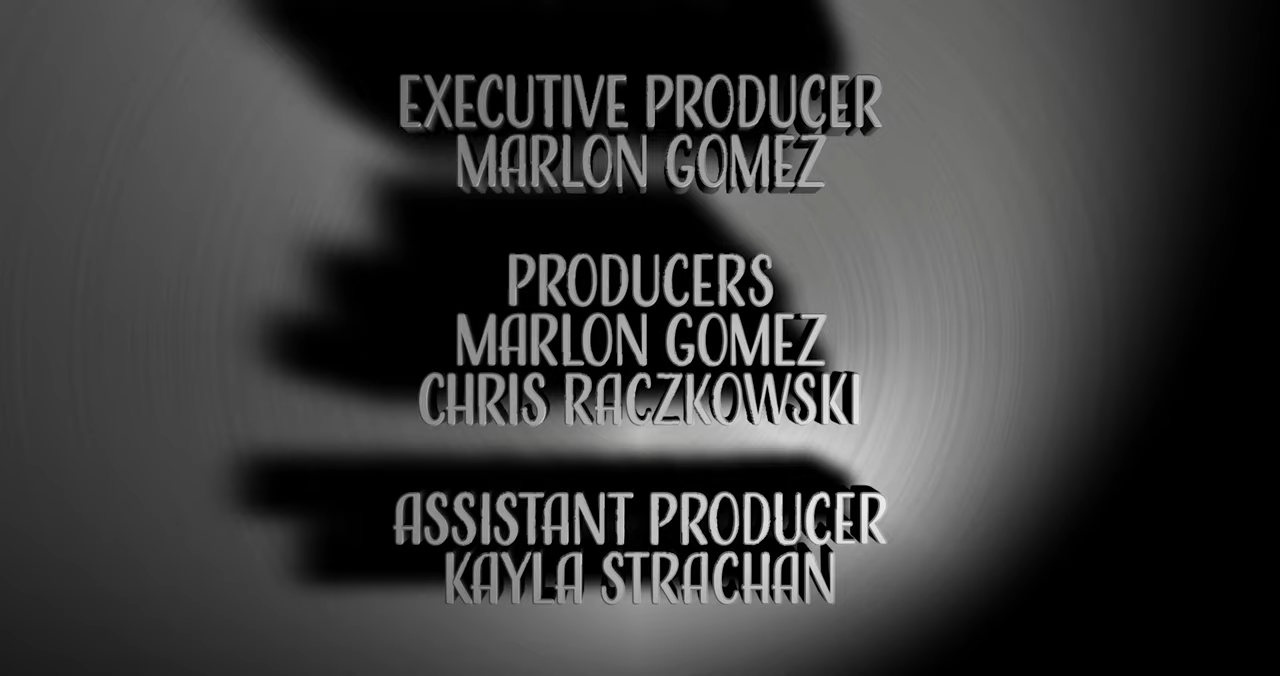 EXECUTIVE PRODUCER
MARLON GOMEZ
PRODUCERS
MARLON GOMEZ
CHRIS RACZKOWSKI
ASSISTANT PRODUCER
KAYLA STRACHAN